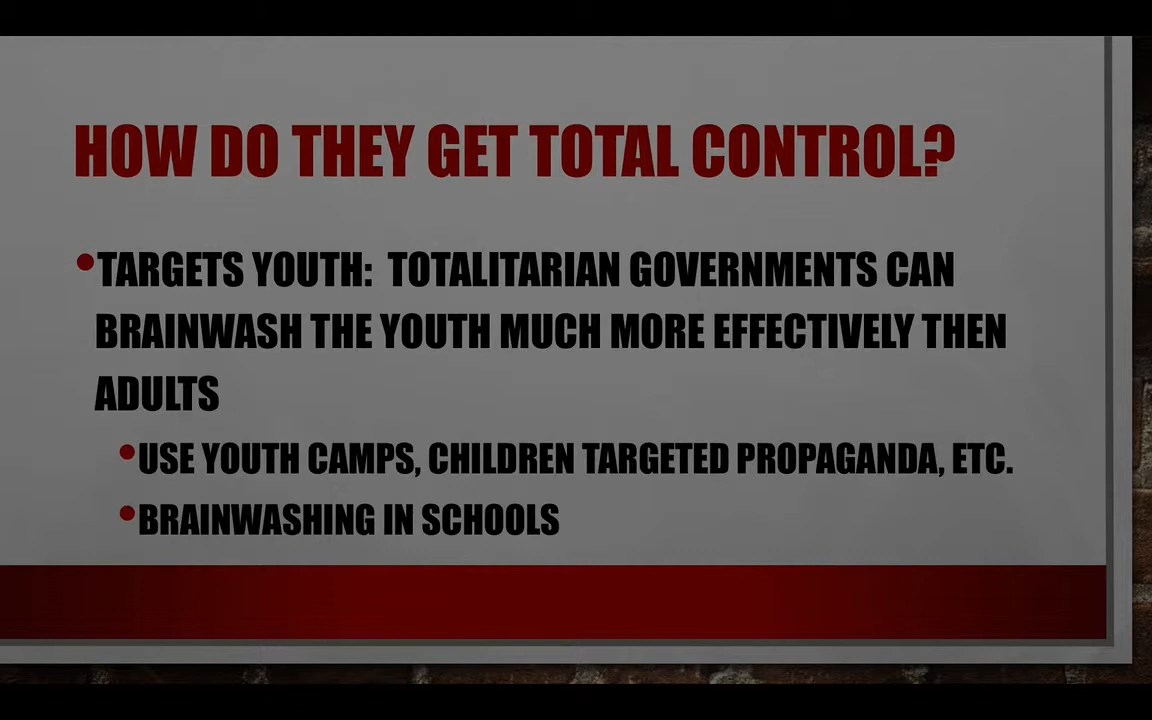 HOW DO THEY GET TOTAL CONTROL?
•TARGETS YOUTH: TOTALITARIAN GOVERNMENTS CAN
BRAINWASH THE YOUTH MUCH MORE EFFECTIVELY THEN
ADULTS
•USE YOUTH CAMPS, CHILDREN TARGETED PROPAGANDA, ETC.
•BRAINWASHING IN SCHOOLS